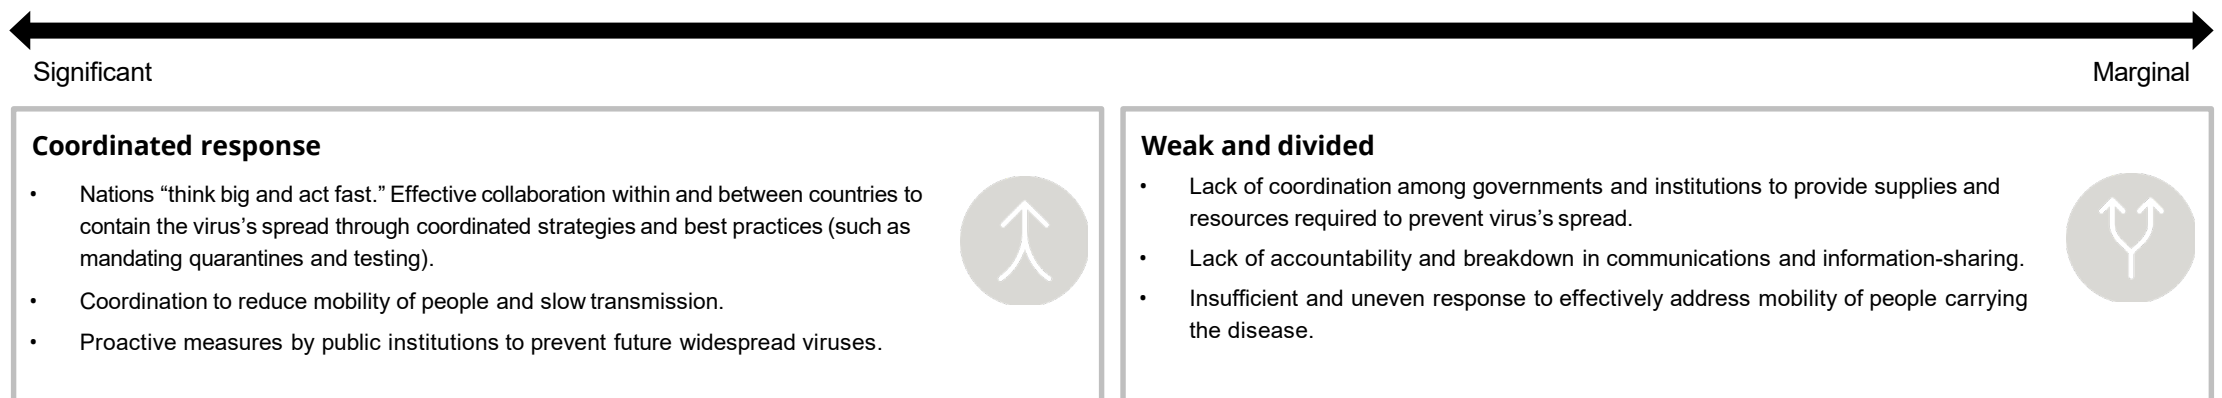 Significant
Marginal
Coordinated response
• Nations “think big and act fast.” Effective collaboration within and between countries to
contain the virus’s spread through coordinated strategies and best practices (such as
mandating quarantines and testing).
• Coordination to reduce mobility of people and slow transmission.
• Proactive measures by public institutions to prevent future widespread viruses.
Weak and divided
• Lack of coordination among governments and institutions to provide supplies and
resources required to prevent virus’s spread.
• Lack of accountability and breakdown in communications and information-sharing.
• Insufficient and uneven response to effectively address mobility of people carrying
the disease.